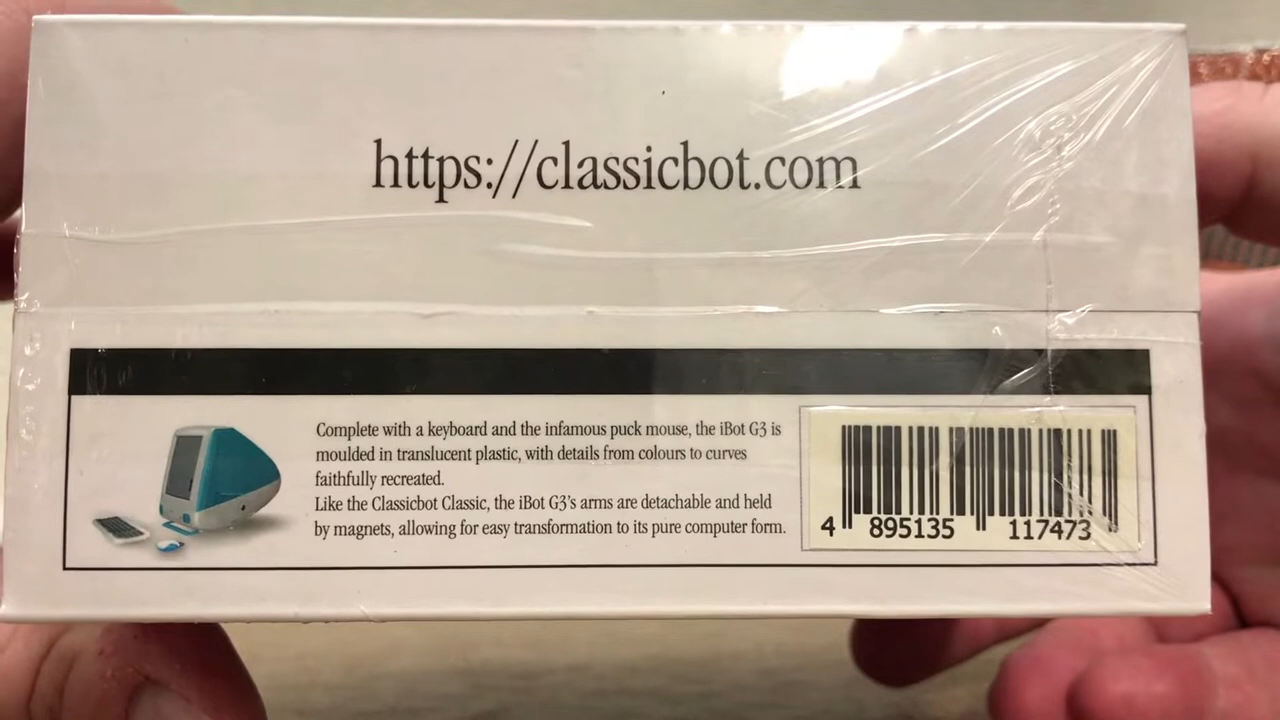 https://classicbot.com
Complete with a keyboard and the infamous puck mouse, the iBot G3 is
moulded in translucent plastic, with details from colours to curves
faithfully recreated.
Like the Classicbot Classic, the iBot G3's arms are detachable and held
by magnets, allowing for easy transformation to its pure computer form.
4 895135 117473